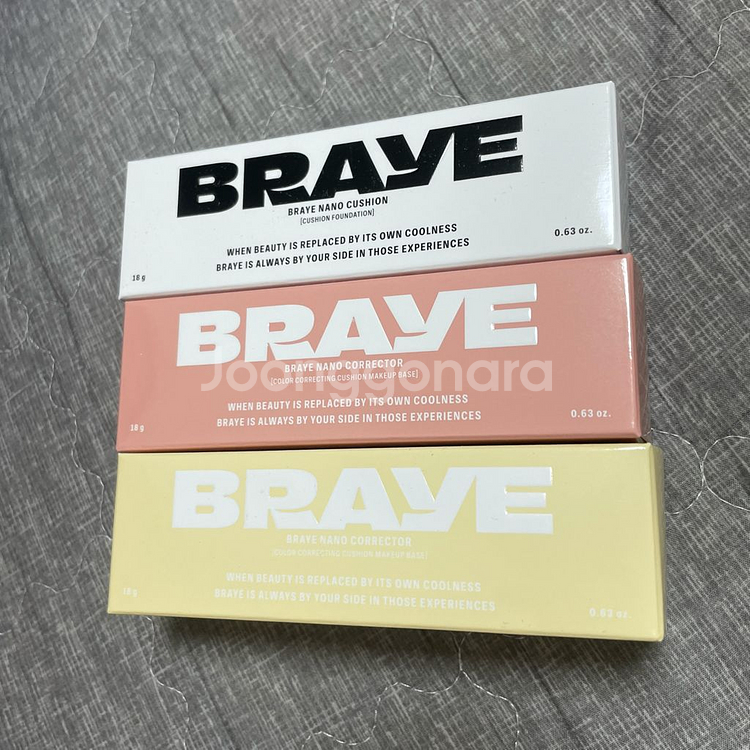 BRAYE
BRAYE NANO CUSHION
[CUSHION FOUNDATION]
WHEN BEAUTY IS REPLACED BY ITS OWN COOLNESS
BRAYE IS ALWAYS BY YOUR SIDE IN THOSE EXPERIENCES
18 g
0.63 oz.
BRAYE
BRAYE NANO CORRECTOR
[COLOR CORRECTING CUSHION MAKEUP BASE]
Joonggonara
WHEN BEAUTY IS REPLACED BY ITS OWN COOLNESS
BRAYE IS ALWAYS BY YOUR SIDE IN THOSE EXPERIENCES
18 g
0.63 oz.
BRAYE
BRAYE NANO CORRECTOR
[COLOR CORRECTING CUSHION MAKEUP BASE]
WHEN BEAUTY IS REPLACED BY ITS OWN COOLNESS
BRAYE IS ALWAYS BY YOUR SIDE IN THOSE EXPERIENCES
18 g
0.63 oz.